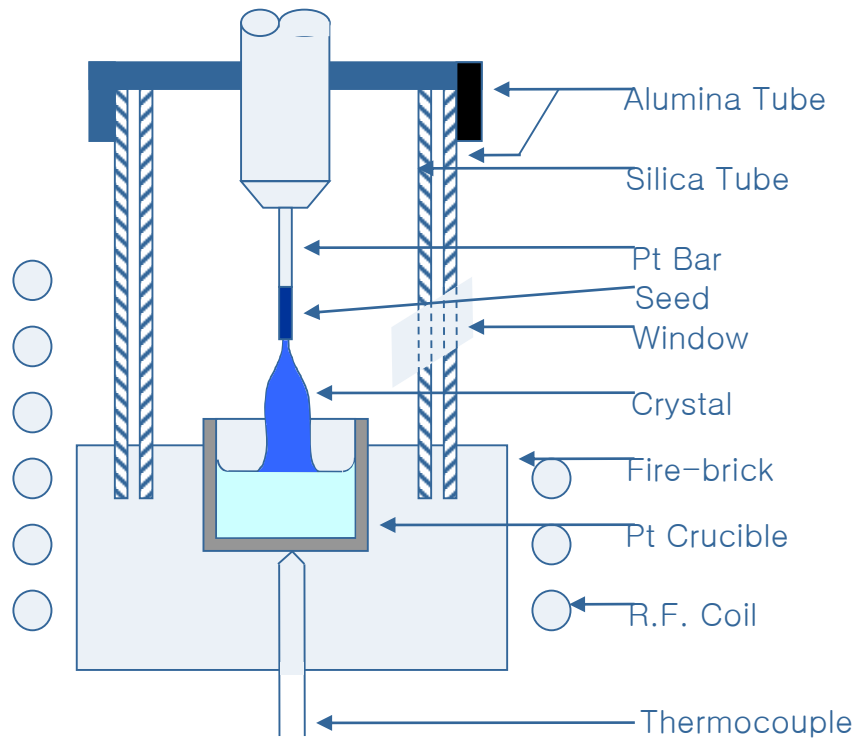 Alumina Tube
Silica Tube
Pt Bar
Seed
Window
Crystal
Fire-brick
Pt Crucible
R.F. Coil
Thermocouple